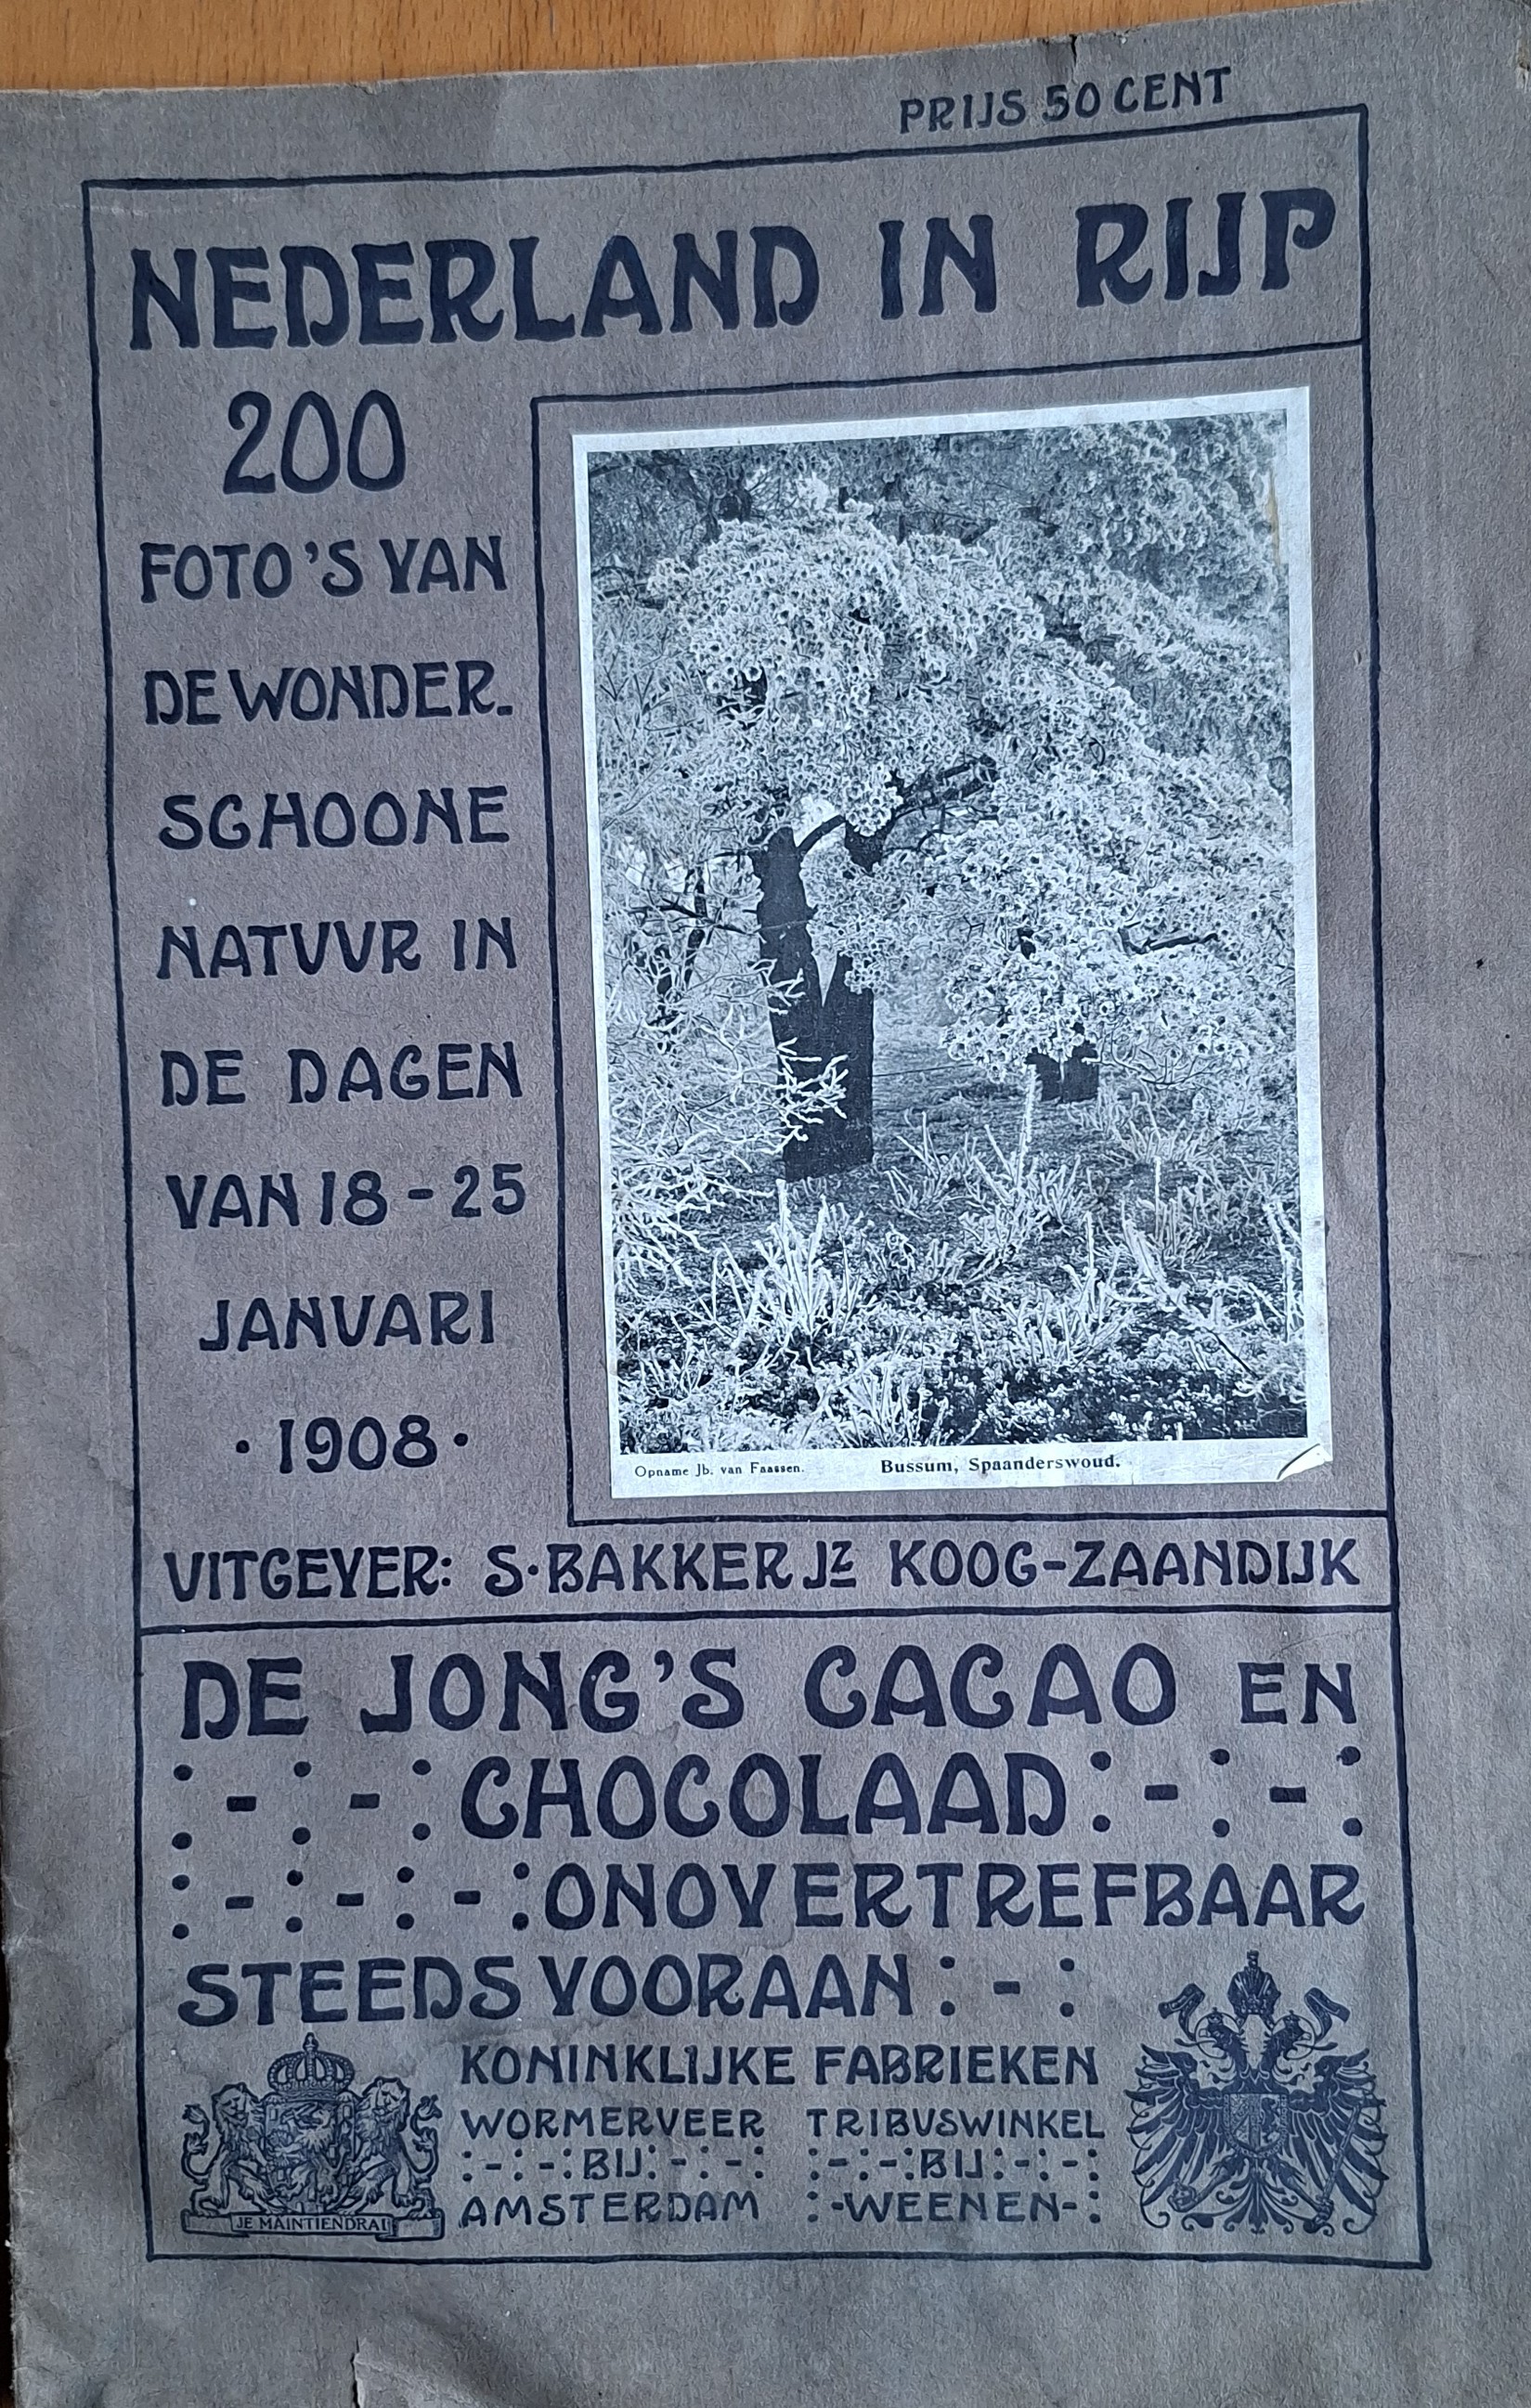 PRIJS 50 CENT
NEDERLAND IN RIJP
200
FOTO'S VAN
DE WONDER-
SCHOONE
NATUUR IN
DE DAGEN
VAN 18-25
JANUARI
· 1908 ·
Opname Jb. van Faassen. Bussum, Spaanderswoud.
UITGEVER: S. BAKKER Jz KOOG-ZAANDIJK
DE JONG'S CACAO EN
:-:-: CHOCOLAAD :-:-:
:-:-:-: ONOVERTREFBAAR
STEEDS VOORAAN :-:
KONINKLIJKE FABRIEKEN
WORMERVEER TRIBUSWINKEL
:-:-: BIJ :-:-: :-:-: BIJ :-:-:
AMSTERDAM :-WEENEN-:
JE MAINTIENDRAI